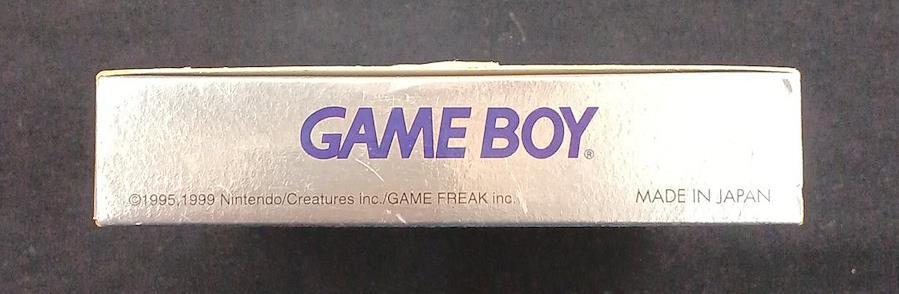 GAME BOY®
©1995,1999 Nintendo/Creatures inc./GAME FREAK inc.
MADE IN JAPAN